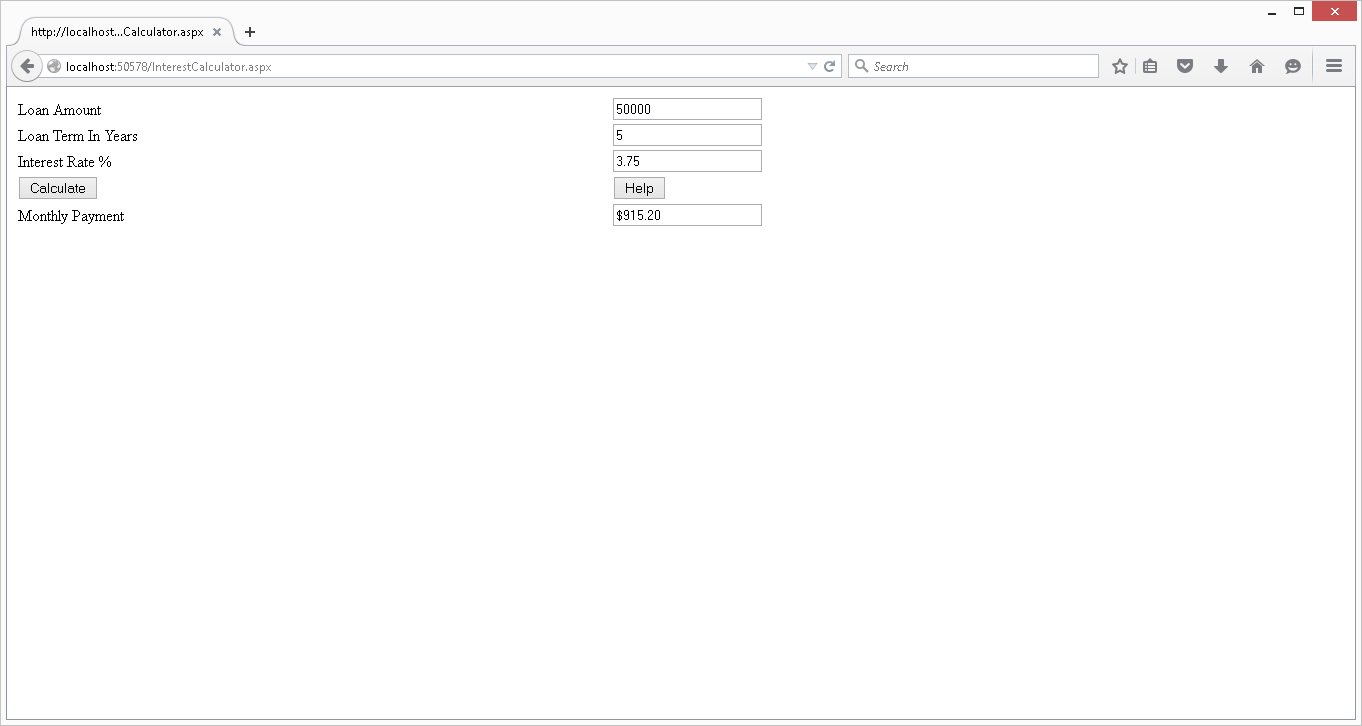 http://localhost...Calculator.aspx
localhost:50578/InterestCalculator.aspx
Search
Loan Amount 50000
Loan Term In Years 5
Interest Rate % 3.75
Calculate Help
Monthly Payment $915.20